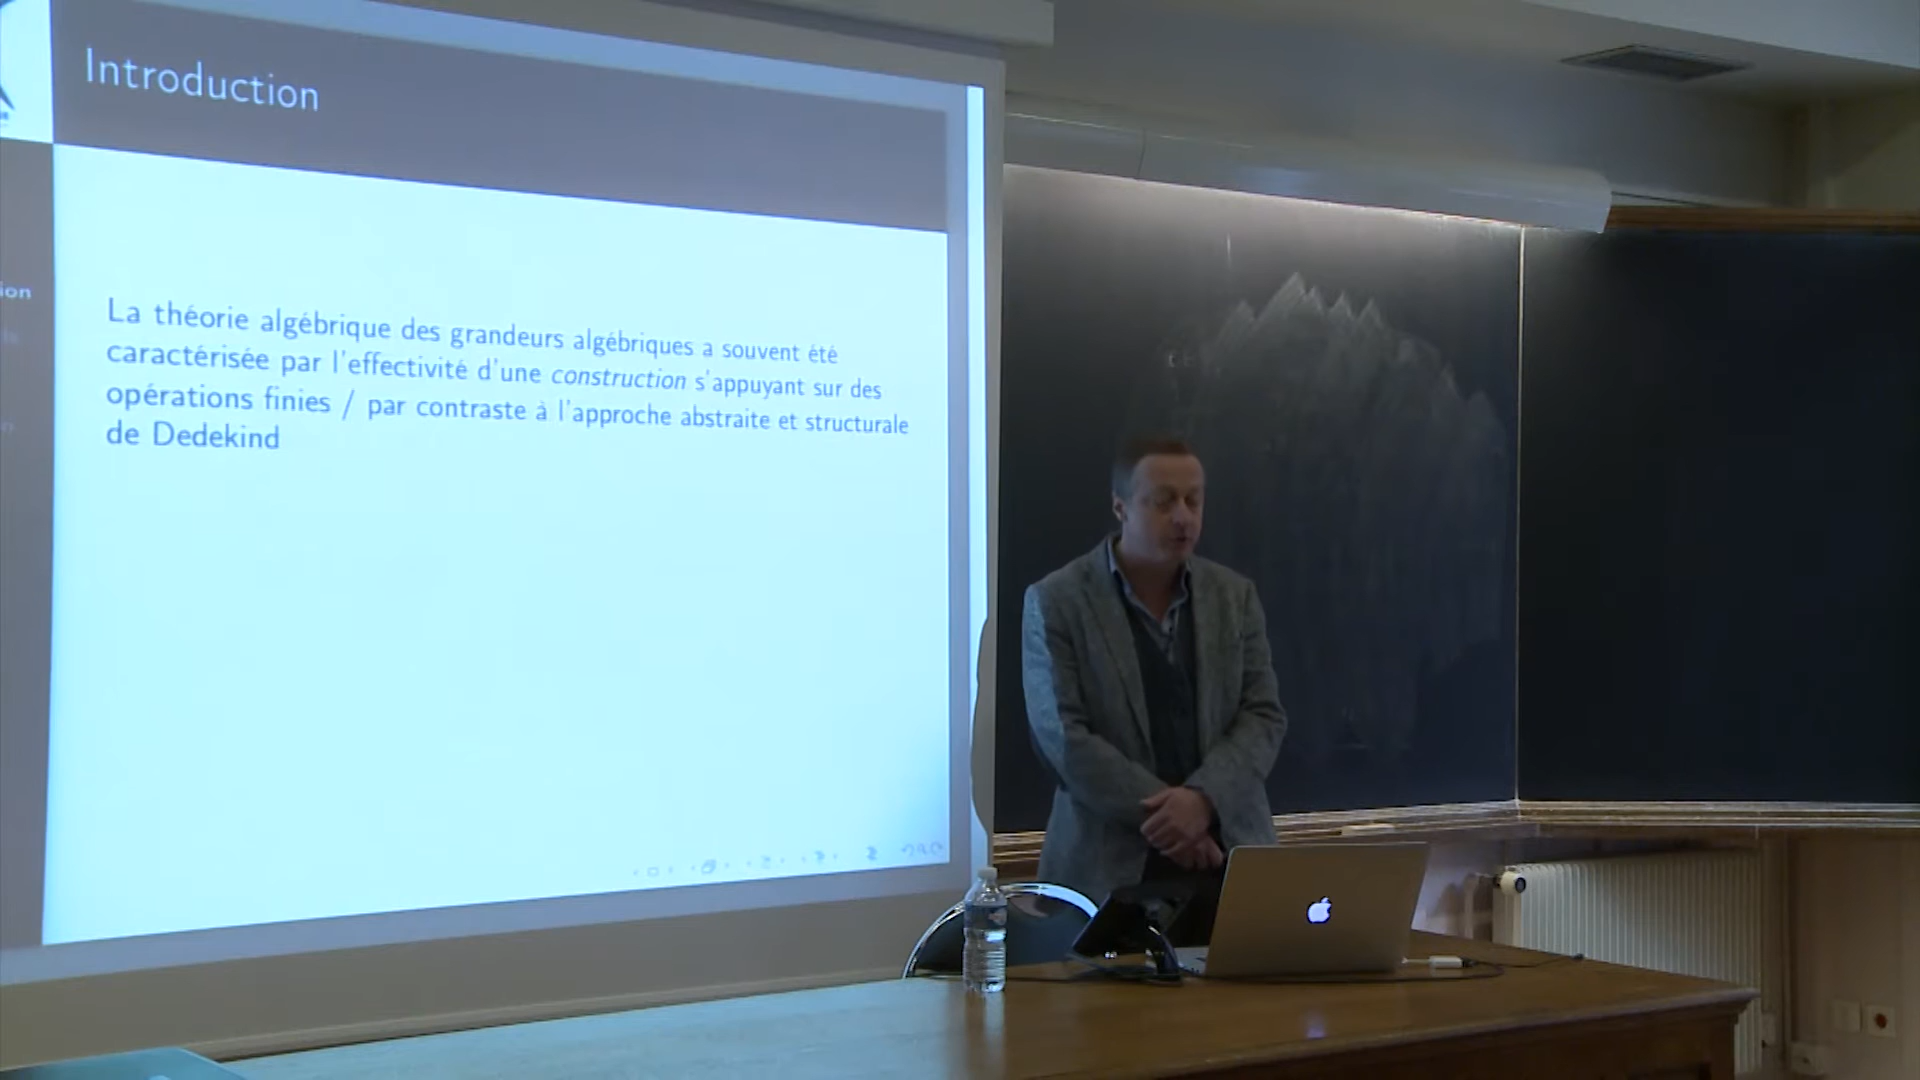 Introduction
ion
La théorie algébrique des grandeurs algébriques a souvent été
caractérisée par l'effectivité d'une construction s'appuyant sur des
opérations finies / par contraste à l'approche abstraite et structurale
de Dedekind